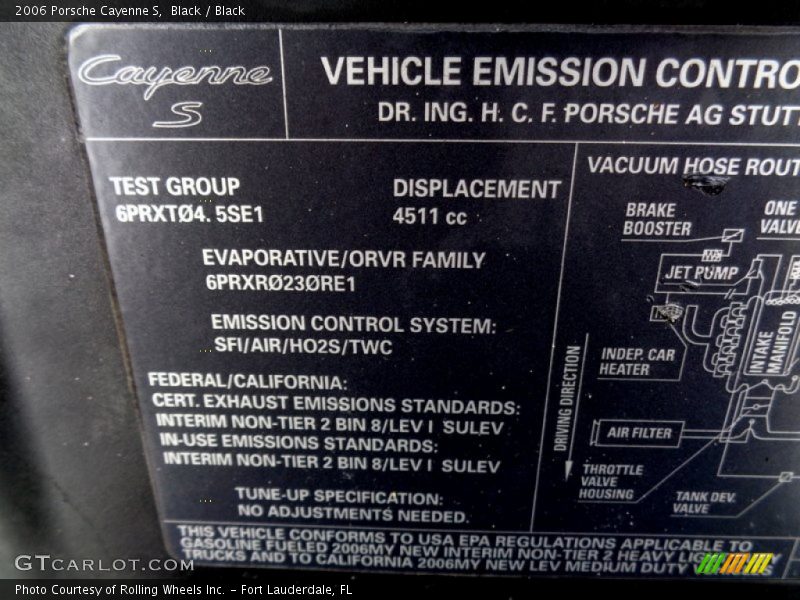 2006 Porsche Cayenne S,  Black / Black
Cayenne
S
VEHICLE EMISSION CONTRO
DR. ING. H. C. F. PORSCHE AG STUTT
TEST GROUP
6PRXTØ4. 5SE1
DISPLACEMENT
4511 cc
EVAPORATIVE/ORVR FAMILY
6PRXRØ23ØRE1
EMISSION CONTROL SYSTEM:
SFI/AIR/HO2S/TWC
FEDERAL/CALIFORNIA:
CERT. EXHAUST EMISSIONS STANDARDS:
INTERIM NON-TIER 2 BIN 8/LEV I SULEV
IN-USE EMISSIONS STANDARDS:
INTERIM NON-TIER 2 BIN 8/LEV I SULEV
TUNE-UP SPECIFICATION:
NO ADJUSTMENTS NEEDED.
VACUUM HOSE ROUT
BRAKE
BOOSTER
ONE
VALVE
JET PUMP
INTAKE
MANIFOLD
INDEP. CAR
HEATER
DRIVING DIRECTION
AIR FILTER
THROTTLE
VALVE
HOUSING
TANK DEV.
VALVE
THIS VEHICLE CONFORMS TO USA EPA REGULATIONS APPLICABLE TO
GASOLINE FUELED 2006MY NEW INTERIM NON-TIER 2 HEAVY LIG
TRUCKS AND TO CALIFORNIA 2006MY NEW LEV MEDIUM DUTY
GTCarLot.com
Photo Courtesy of Rolling Wheels Inc. – Fort Lauderdale, FL